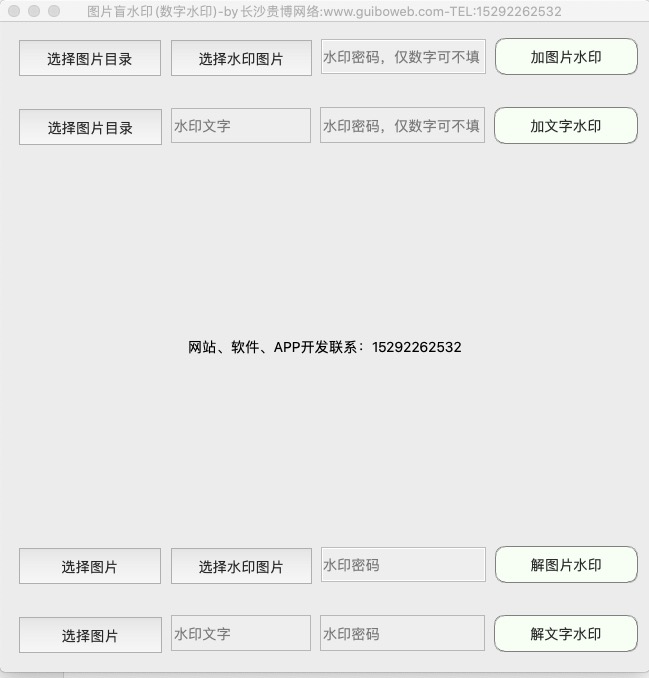 图片盲水印(数字水印)-by长沙贵博网络:www.guiboweb.com-TEL:15292262532
选择图片目录 选择水印图片 水印密码，仅数字可不填 加图片水印
选择图片目录 水印文字 水印密码，仅数字可不填 加文字水印
网站、软件、APP开发联系：15292262532
选择图片 选择水印图片 水印密码 解图片水印
选择图片 水印文字 水印密码 解文字水印